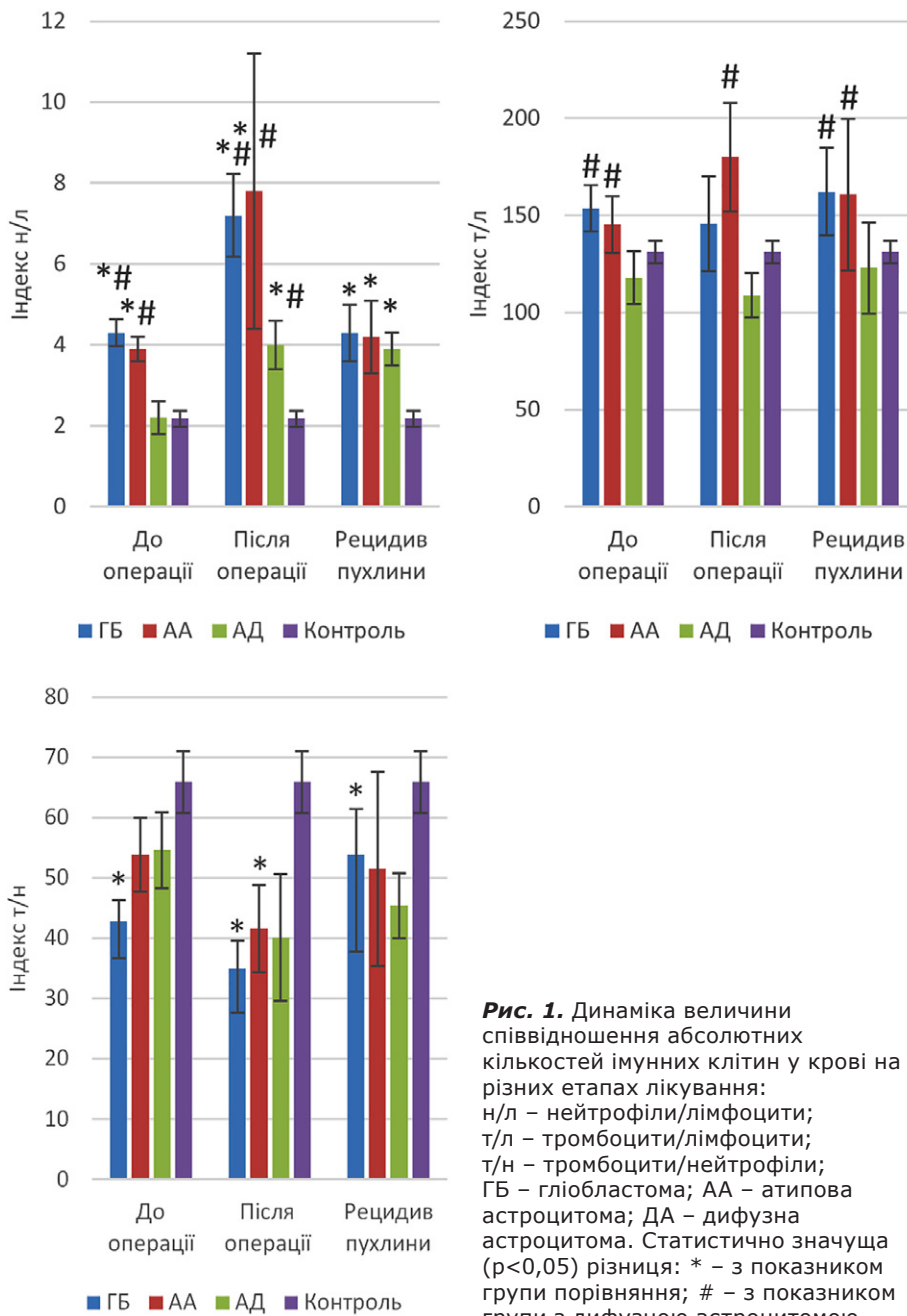 12
10
8
6
4
2
0
Індекс н/л
*#
*#
*
*#
#
*#
*
*
*
До операції
Після операції
Рецидив пухлини
ГБ АА АД Контроль
250
200
150
100
50
0
Індекс т/л
#
#
#
#
#
До операції
Після операції
Рецидив пухлини
ГБ АА АД Контроль
80
70
60
50
40
30
20
10
0
Індекс т/н
*
*
*
*
До операції
Після операції
Рецидив пухлини
ГБ АА АД Контроль
Рис. 1. Динаміка величини
співвідношення абсолютних
кількостей імунних клітин у крові на
різних етапах лікування:
н/л – нейтрофіли/лімфоцити;
т/л – тромбоцити/лімфоцити;
т/н – тромбоцити/нейтрофіли;
ГБ – гліобластома; АА – атипова
астроцитома; ДА – дифузна
астроцитома. Статистично значуща
(p<0,05) різниця: * – з показником
групи порівняння; # – з показником
групи з дифузною астроцитомою